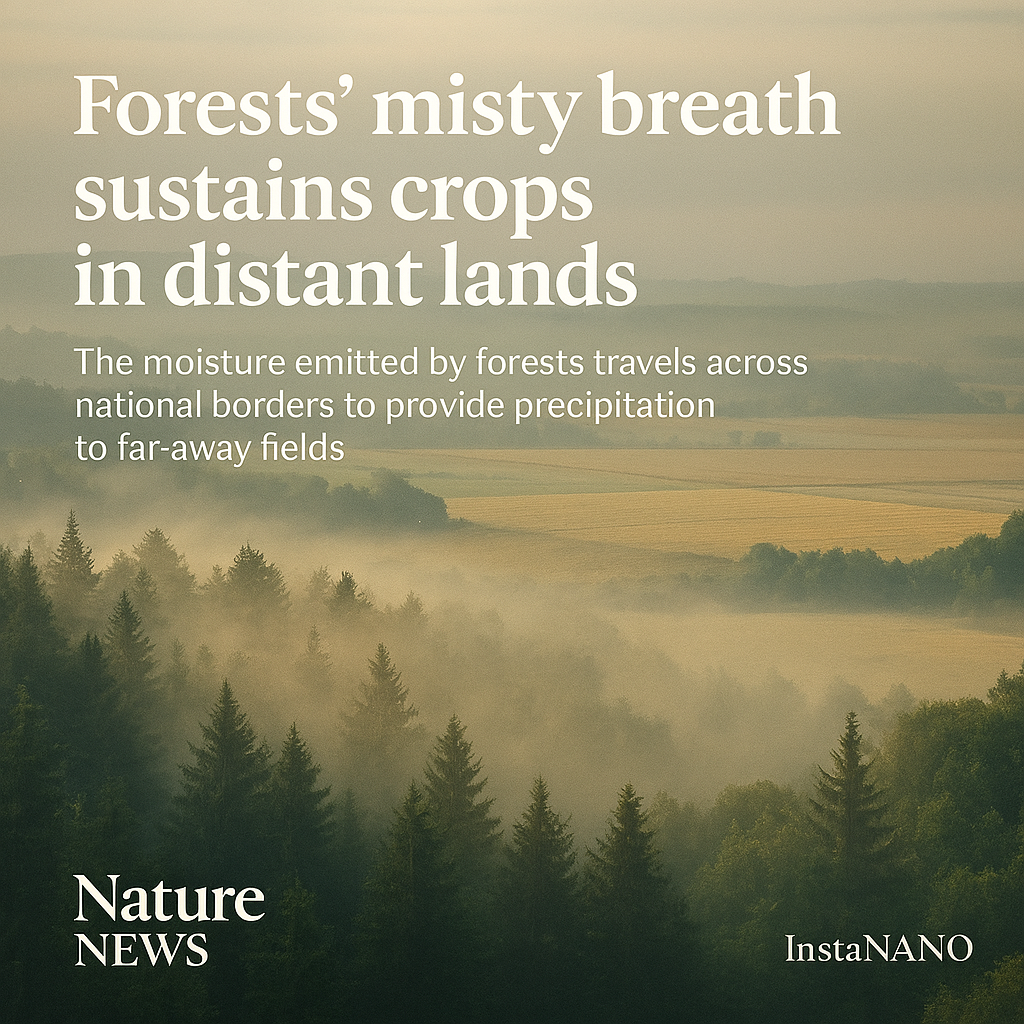 Forests’ misty breath
sustains crops
in distant lands
The moisture emitted by forests travels across
national borders to provide precipitation
to far-away fields
Nature
NEWS
InstaNANO